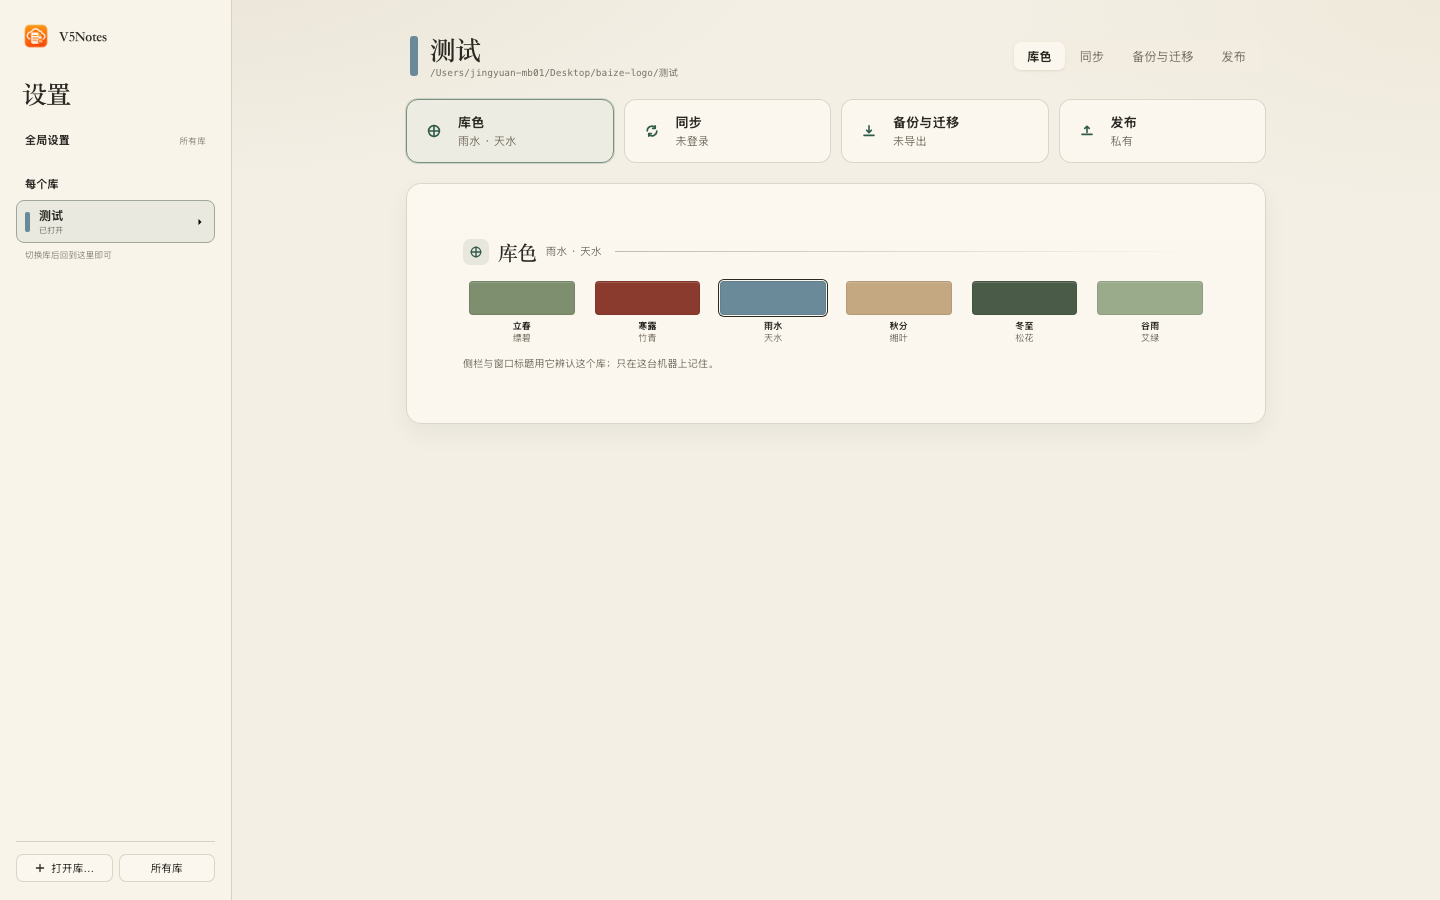 V5Notes
设置
全局设置 所有库
每个库
测试
已打开
切换库后回到这里即可
打开库…
所有库
测试
/Users/jingyuan-mb01/Desktop/baize-logo/测试
库色 同步 备份与迁移 发布
库色
雨水 · 天水
同步
未登录
备份与迁移
未导出
发布
私有
库色 雨水 · 天水
立春
缥碧
寒露
竹青
雨水
天水
秋分
缃叶
冬至
松花
谷雨
艾绿
侧栏与窗口标题用它辨认这个库；只在这台机器上记住。